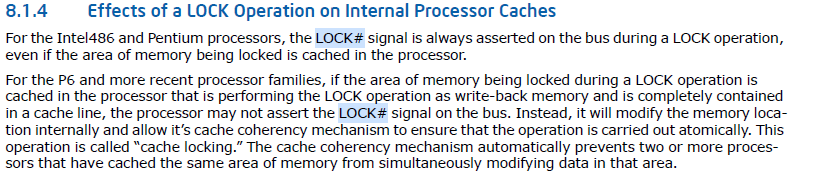 8.1.4 Effects of a LOCK Operation on Internal Processor Caches
For the Intel486 and Pentium processors, the LOCK# signal is always asserted on the bus during a LOCK operation,
even if the area of memory being locked is cached in the processor.
For the P6 and more recent processor families, if the area of memory being locked during a LOCK operation is
cached in the processor that is performing the LOCK operation as write-back memory and is completely contained
in a cache line, the processor may not assert the LOCK# signal on the bus. Instead, it will modify the memory loca-
tion internally and allow it’s cache coherency mechanism to ensure that the operation is carried out atomically. This
operation is called “cache locking.” The cache coherency mechanism automatically prevents two or more proces-
sors that have cached the same area of memory from simultaneously modifying data in that area.